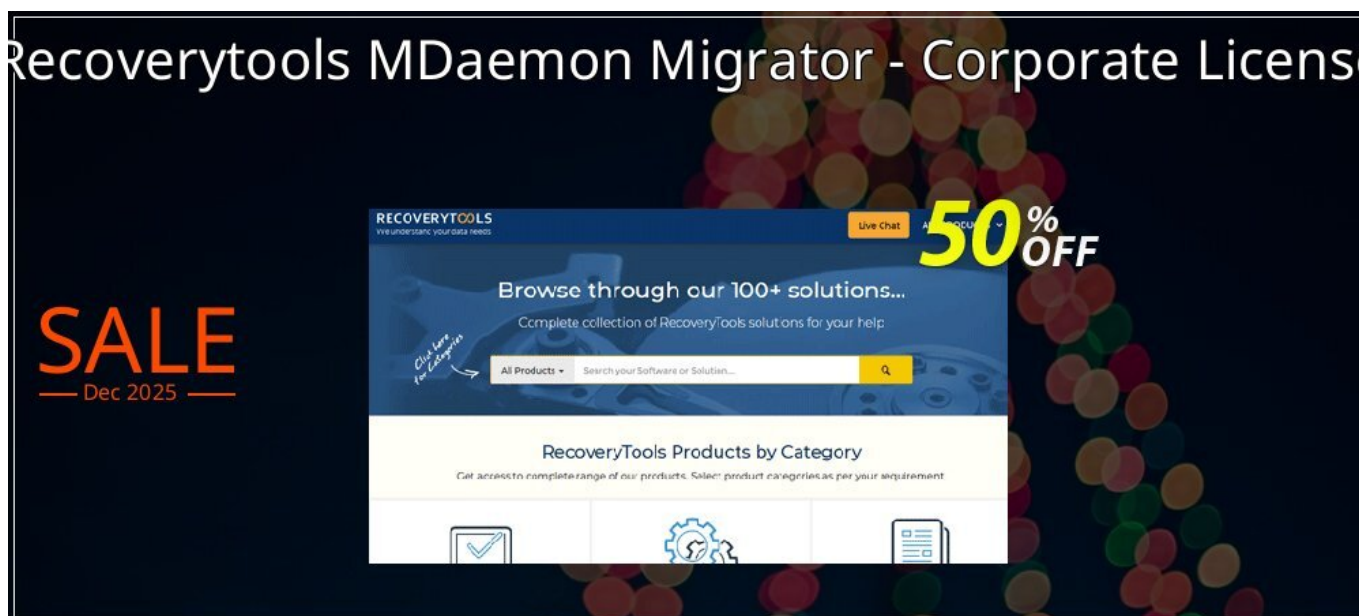 Recoverytools MDaemon Migrator - Corporate License
RECOVERYTOOLS
We understand your data needs
Live Chat
50% OFF
Browse through our 100+ solutions...
Complete collection of RecoveryTools solutions for your help
Click here
for Categories
All Products
Search your Software or Solution...
SALE
Dec 2025
RecoveryTools Products by Category
Get access to complete range of our products. Select product categories as per your requirement